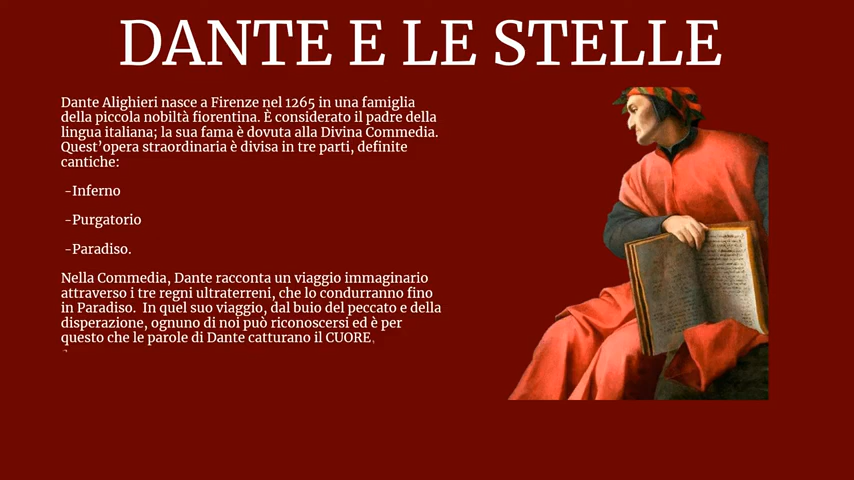 DANTE E LE STELLE
Dante Alighieri nasce a Firenze nel 1265 in una famiglia
della piccola nobiltà fiorentina. È considerato il padre della
lingua italiana; la sua fama è dovuta alla Divina Commedia.
Quest'opera straordinaria è divisa in tre parti, definite
cantiche:
-Inferno
-Purgatorio
-Paradiso.
Nella Commedia, Dante racconta un viaggio immaginario
attraverso i tre regni ultraterreni, che lo condurranno fino
in Paradiso. In quel suo viaggio, dal buio del peccato e della
disperazione, ognuno di noi può riconoscersi ed è per
questo che le parole di Dante catturano il CUORE.